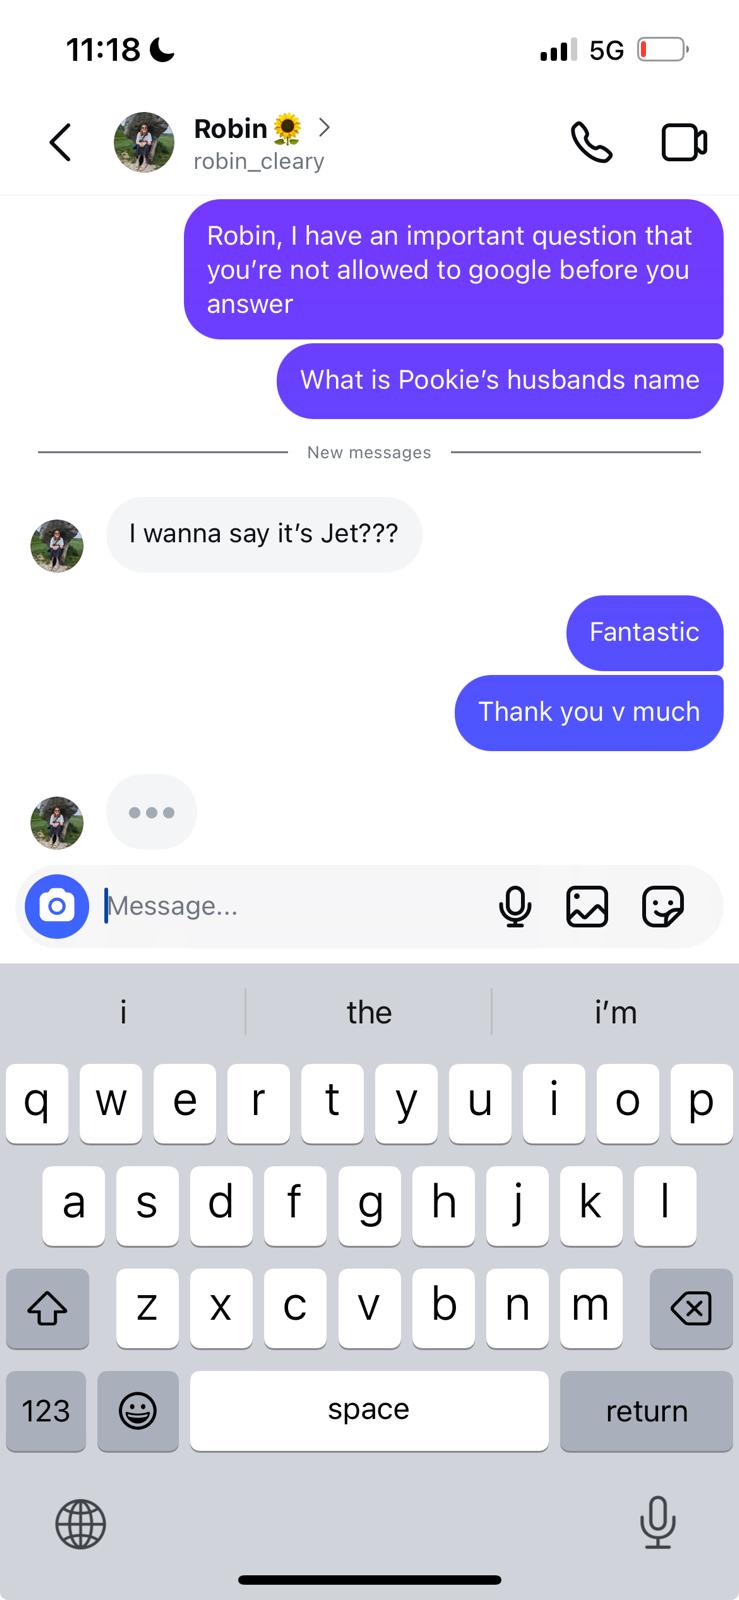 11:18
5G
Robin🌻
robin_cleary
Robin, I have an important question that
you’re not allowed to google before you
answer
What is Pookie’s husbands name
New messages
I wanna say it’s Jet???
Fantastic
Thank you v much
Message...
i the i’m
q w e r t y u i o p
a s d f g h j k l
z x c v b n m
123 space return